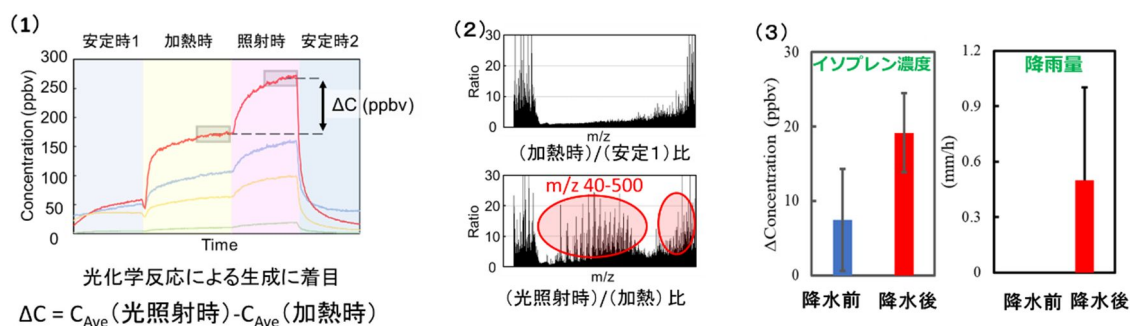 (1)
安定時1 加熱時 照射時 安定時2
Concentration (ppbv)
300
250
200
150
100
50
0
ΔC (ppbv)
Time
光化学反応による生成に着目
ΔC = CAve(光照射時)-CAve(加熱時)
(2)
Ratio
30
20
10
0
m/z
(加熱時)/(安定1)比
Ratio
30
20
10
0
m/z 40-500
m/z
(光照射時)/(加熱)比
(3)
ΔConcentration (ppbv)
30
20
10
0
イソプレン濃度
降水前 降水後
(mm/h)
1.2
0.9
0.6
0.3
0
降雨量
降水前 降水後